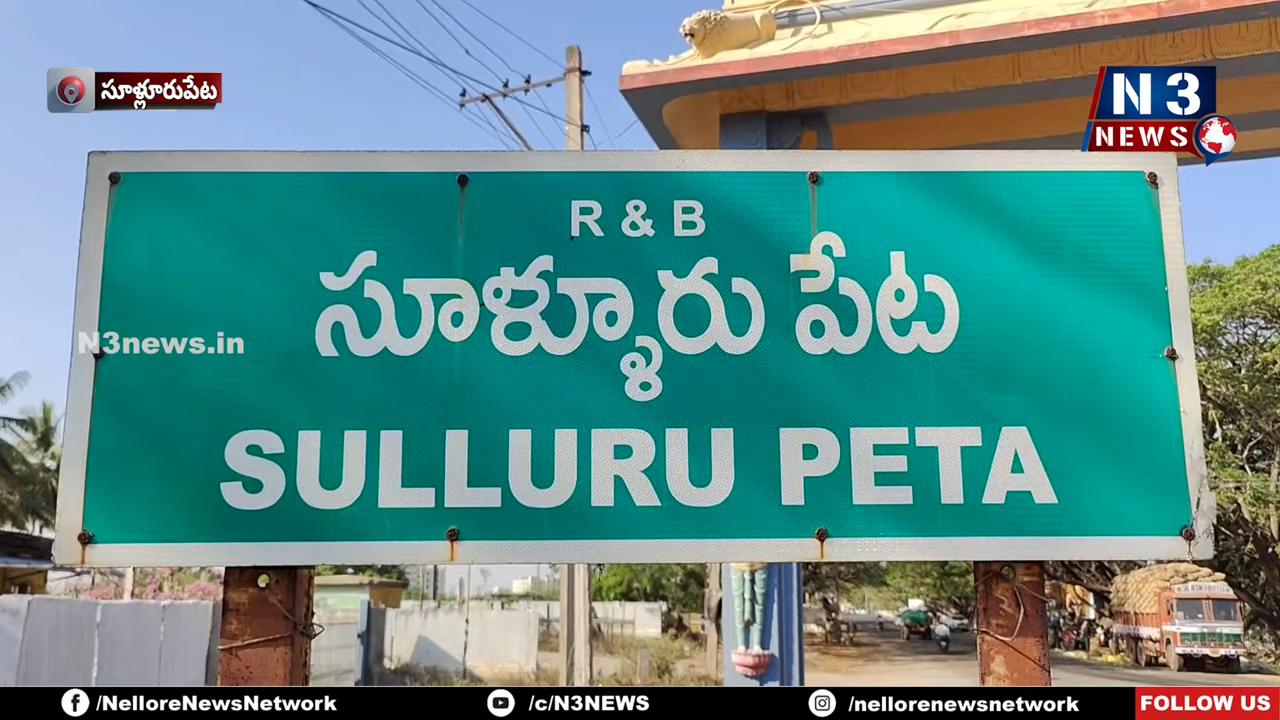 సూళ్లూరుపేట
N3
NEWS
R & B
సూళ్ళూరు పేట
N3news.in
SULLURU PETA
/NelloreNewsNetwork
/c/N3NEWS
/nellorenewsnetwork
FOLLOW US